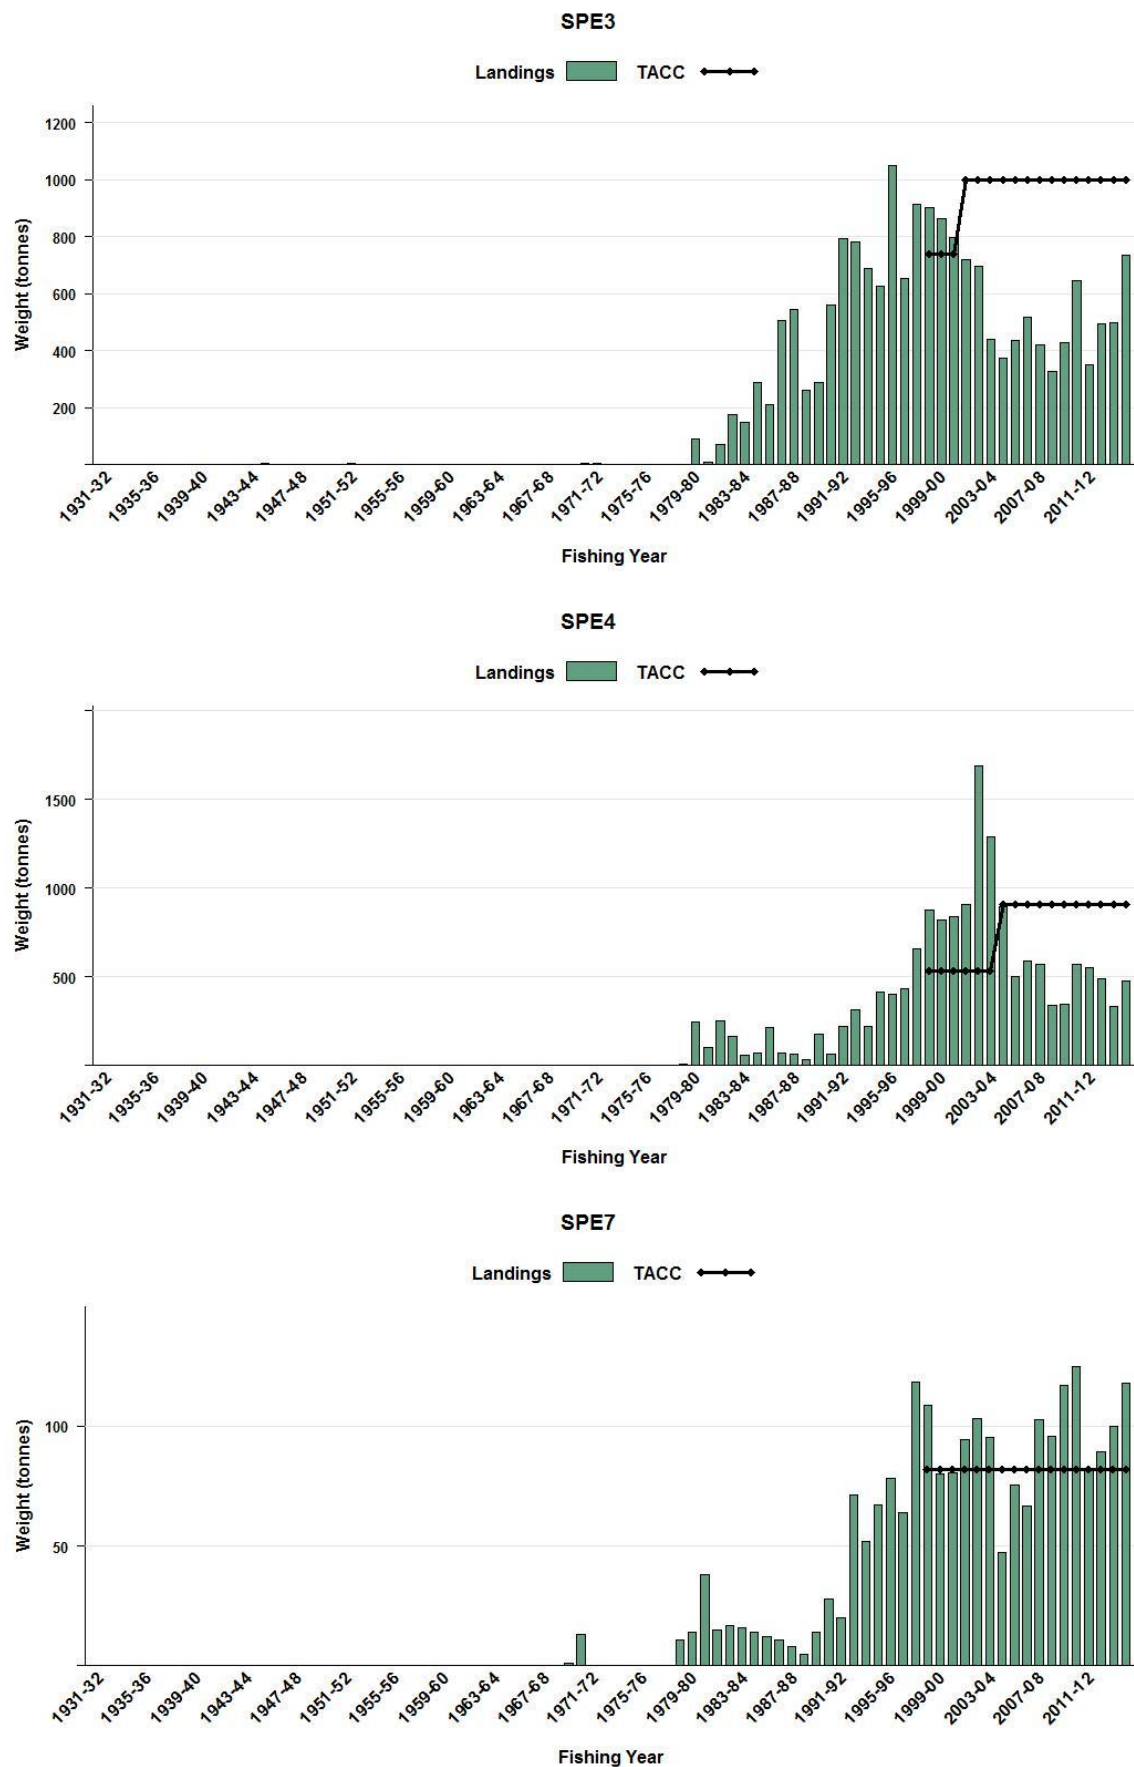 SPE3
Landings TACC
Weight (tonnes)
1200
1000
800
600
400
200
1931-32 1935-36 1939-40 1943-44 1947-48 1951-52 1955-56 1959-60 1963-64 1967-68 1971-72 1975-76 1979-80 1983-84 1987-88 1991-92 1995-96 1999-00 2003-04 2007-08 2011-12
Fishing Year
SPE4
Landings TACC
Weight (tonnes)
1500
1000
500
1931-32 1935-36 1939-40 1943-44 1947-48 1951-52 1955-56 1959-60 1963-64 1967-68 1971-72 1975-76 1979-80 1983-84 1987-88 1991-92 1995-96 1999-00 2003-04 2007-08 2011-12
Fishing Year
SPE7
Landings TACC
Weight (tonnes)
100
50
1931-32 1935-36 1939-40 1943-44 1947-48 1951-52 1955-56 1959-60 1963-64 1967-68 1971-72 1975-76 1979-80 1983-84 1987-88 1991-92 1995-96 1999-00 2003-04 2007-08 2011-12
Fishing Year